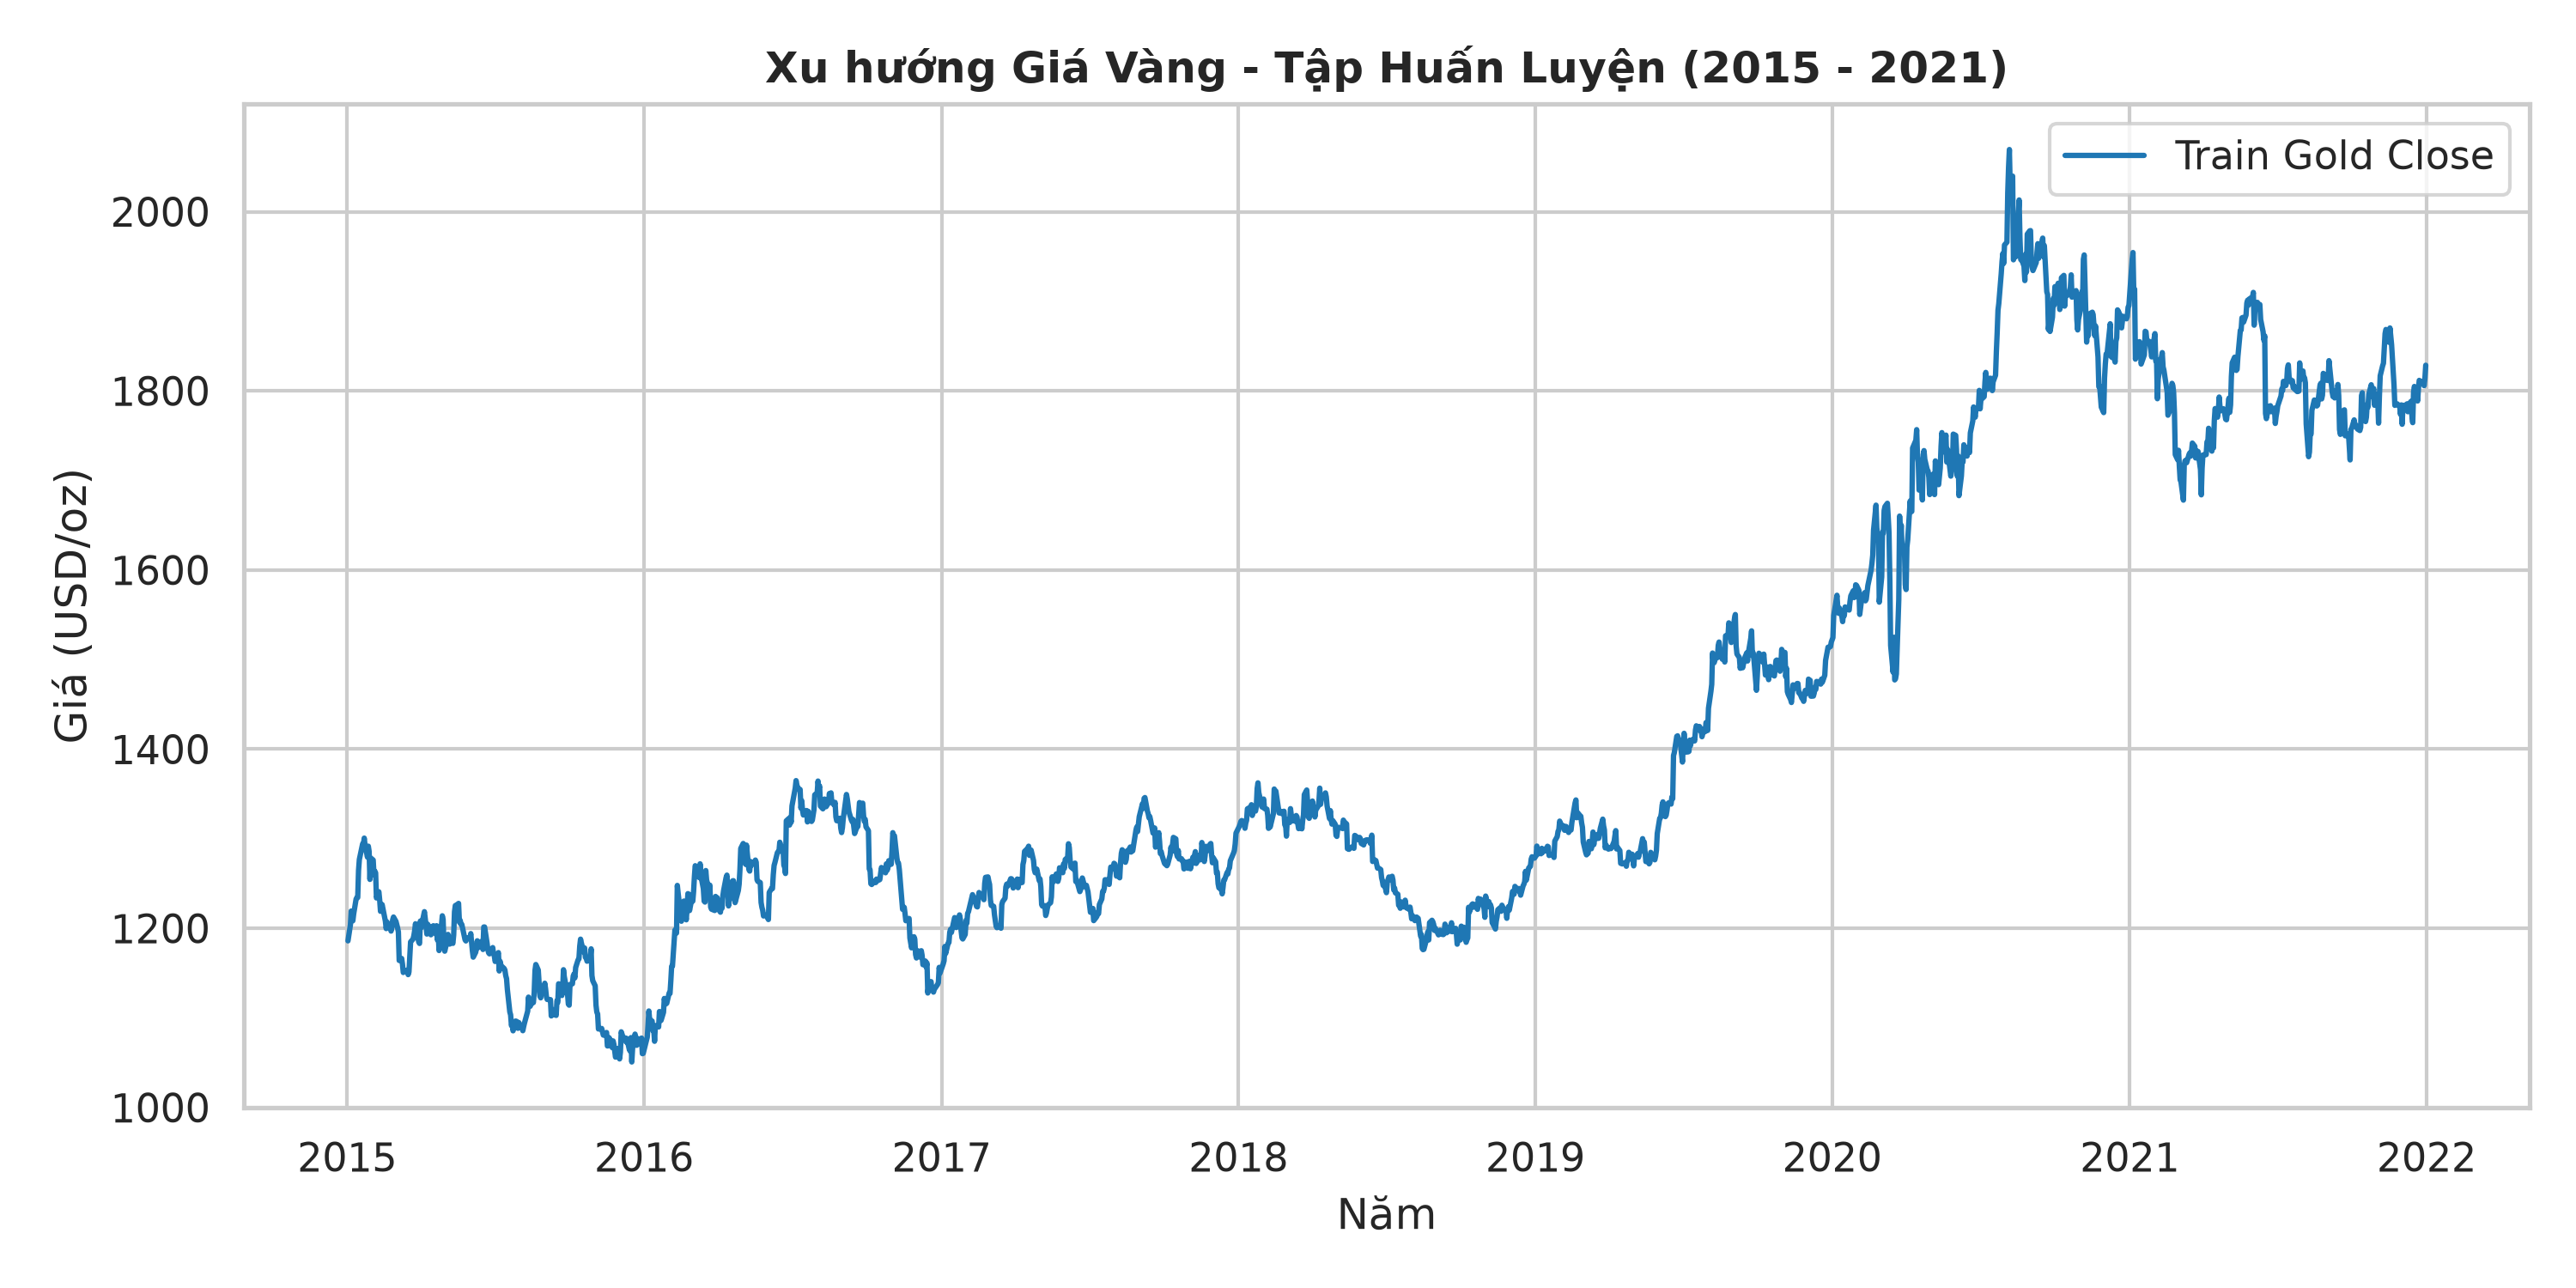 Xu hướng Giá Vàng - Tập Huấn Luyện (2015 - 2021)
Train Gold Close
Giá (USD/oz)
2000
1800
1600
1400
1200
1000
2015 2016 2017 2018 2019 2020 2021 2022
Năm